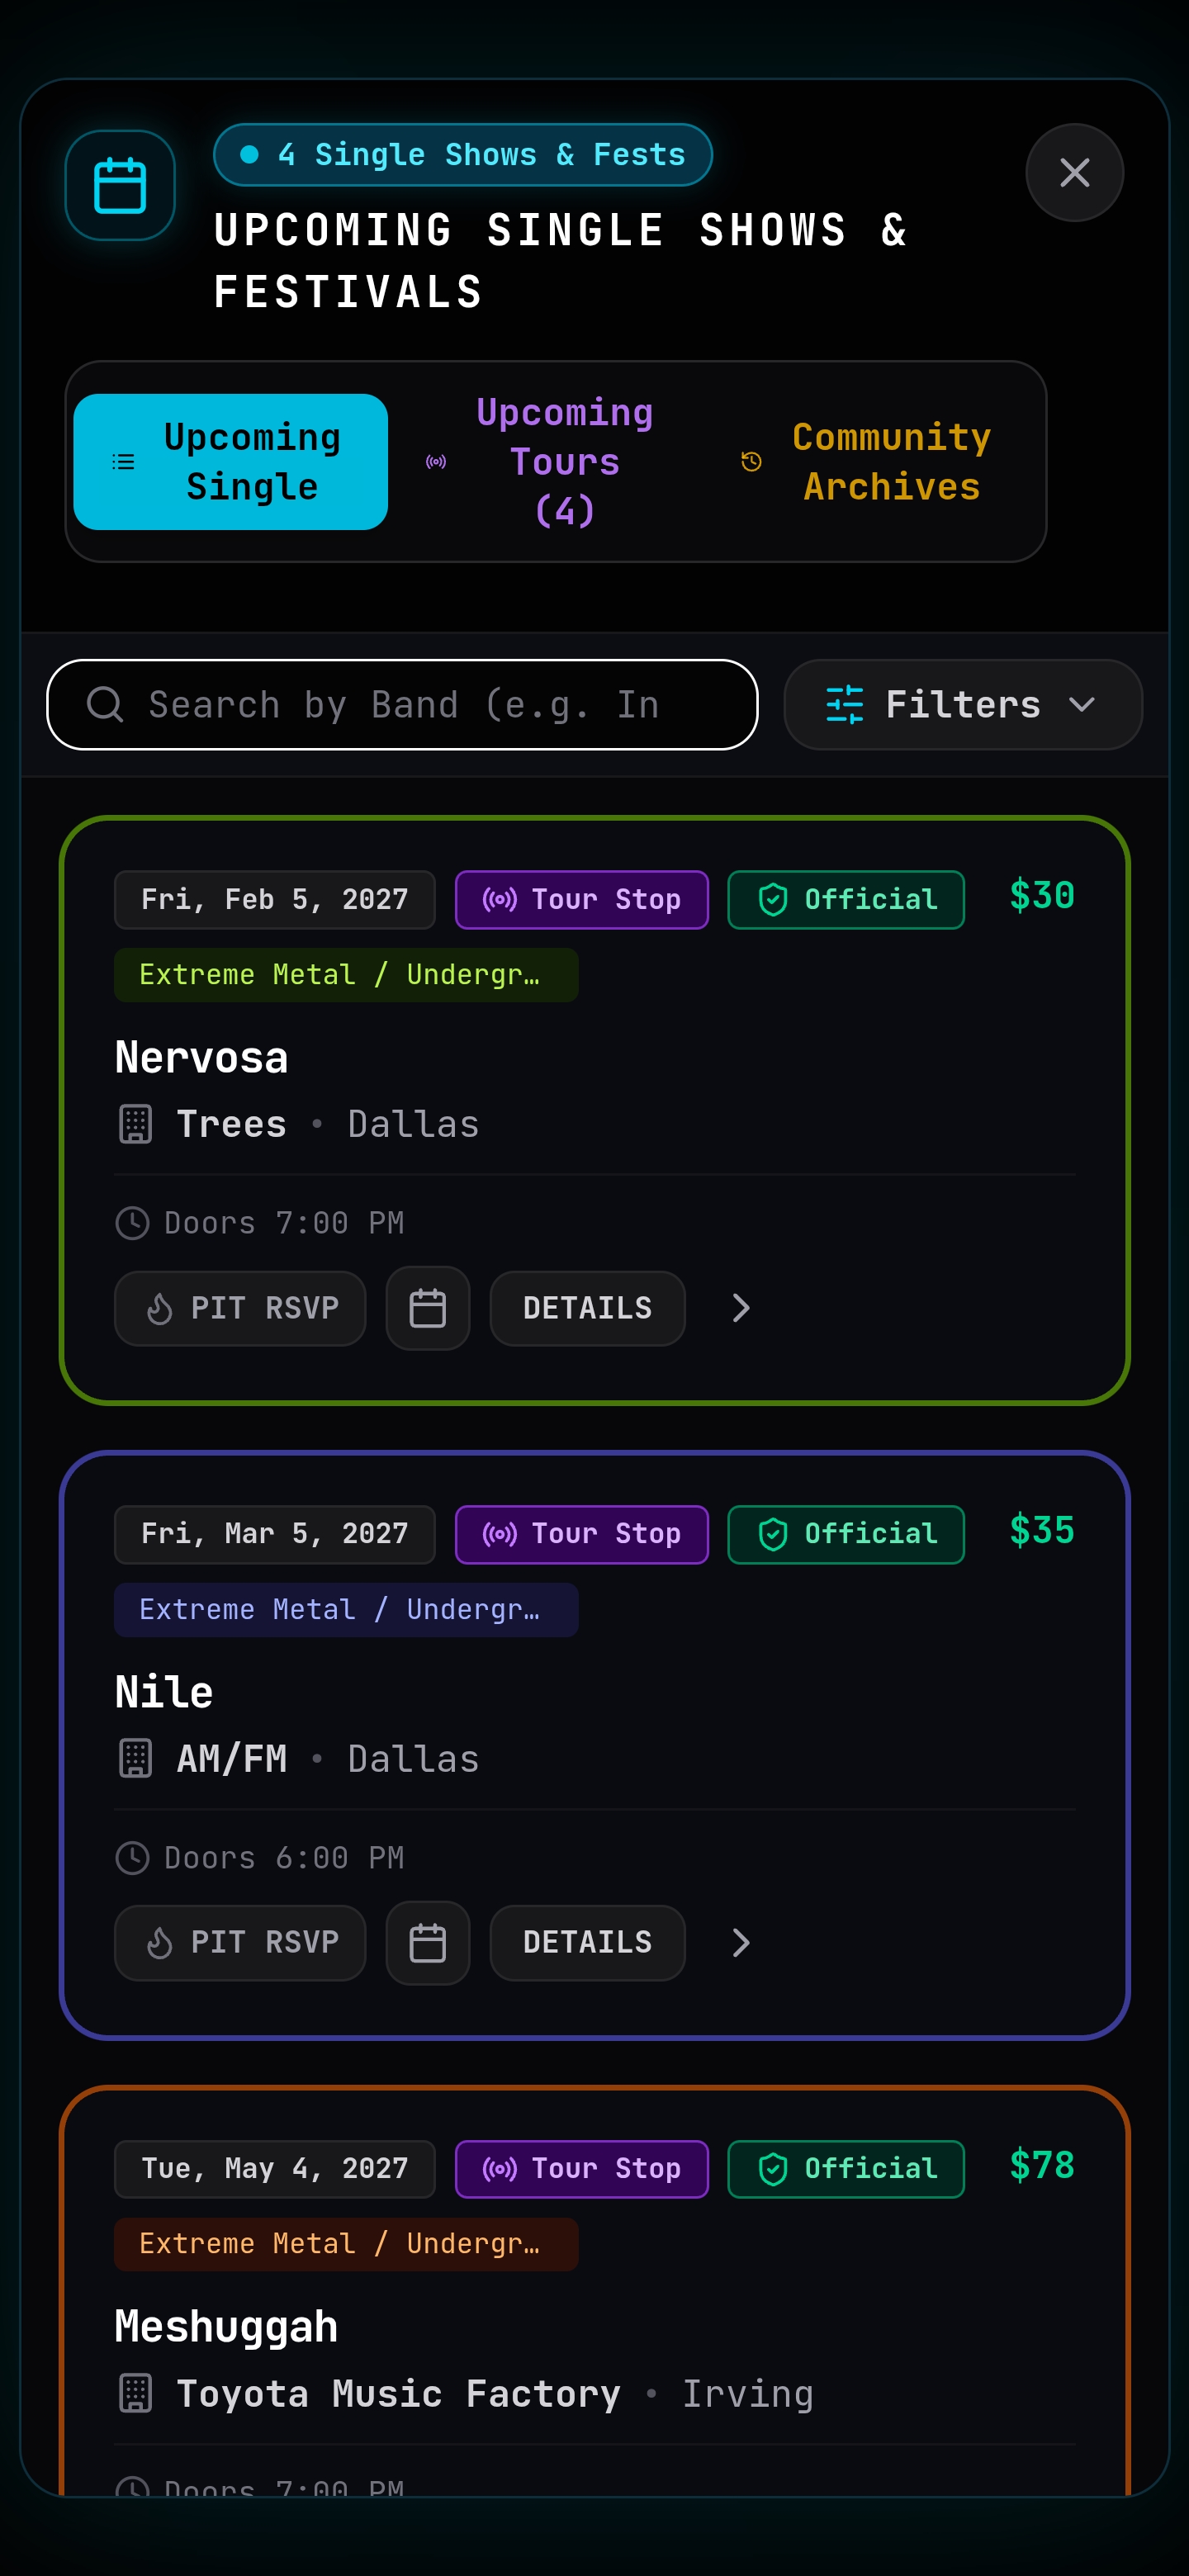 4 Single Shows & Fests
UPCOMING SINGLE SHOWS &
FESTIVALS
Upcoming
Single
Upcoming
Tours
(4)
Community
Archives
Search by Band (e.g. In
Filters
Fri, Feb 5, 2027
Tour Stop
Official
$30
Extreme Metal / Undergr…
Nervosa
Trees • Dallas
Doors 7:00 PM
PIT RSVP
DETAILS
Fri, Mar 5, 2027
Tour Stop
Official
$35
Extreme Metal / Undergr…
Nile
AM/FM • Dallas
Doors 6:00 PM
PIT RSVP
DETAILS
Tue, May 4, 2027
Tour Stop
Official
$78
Extreme Metal / Undergr…
Meshuggah
Toyota Music Factory • Irving
Doors 7:00 PM